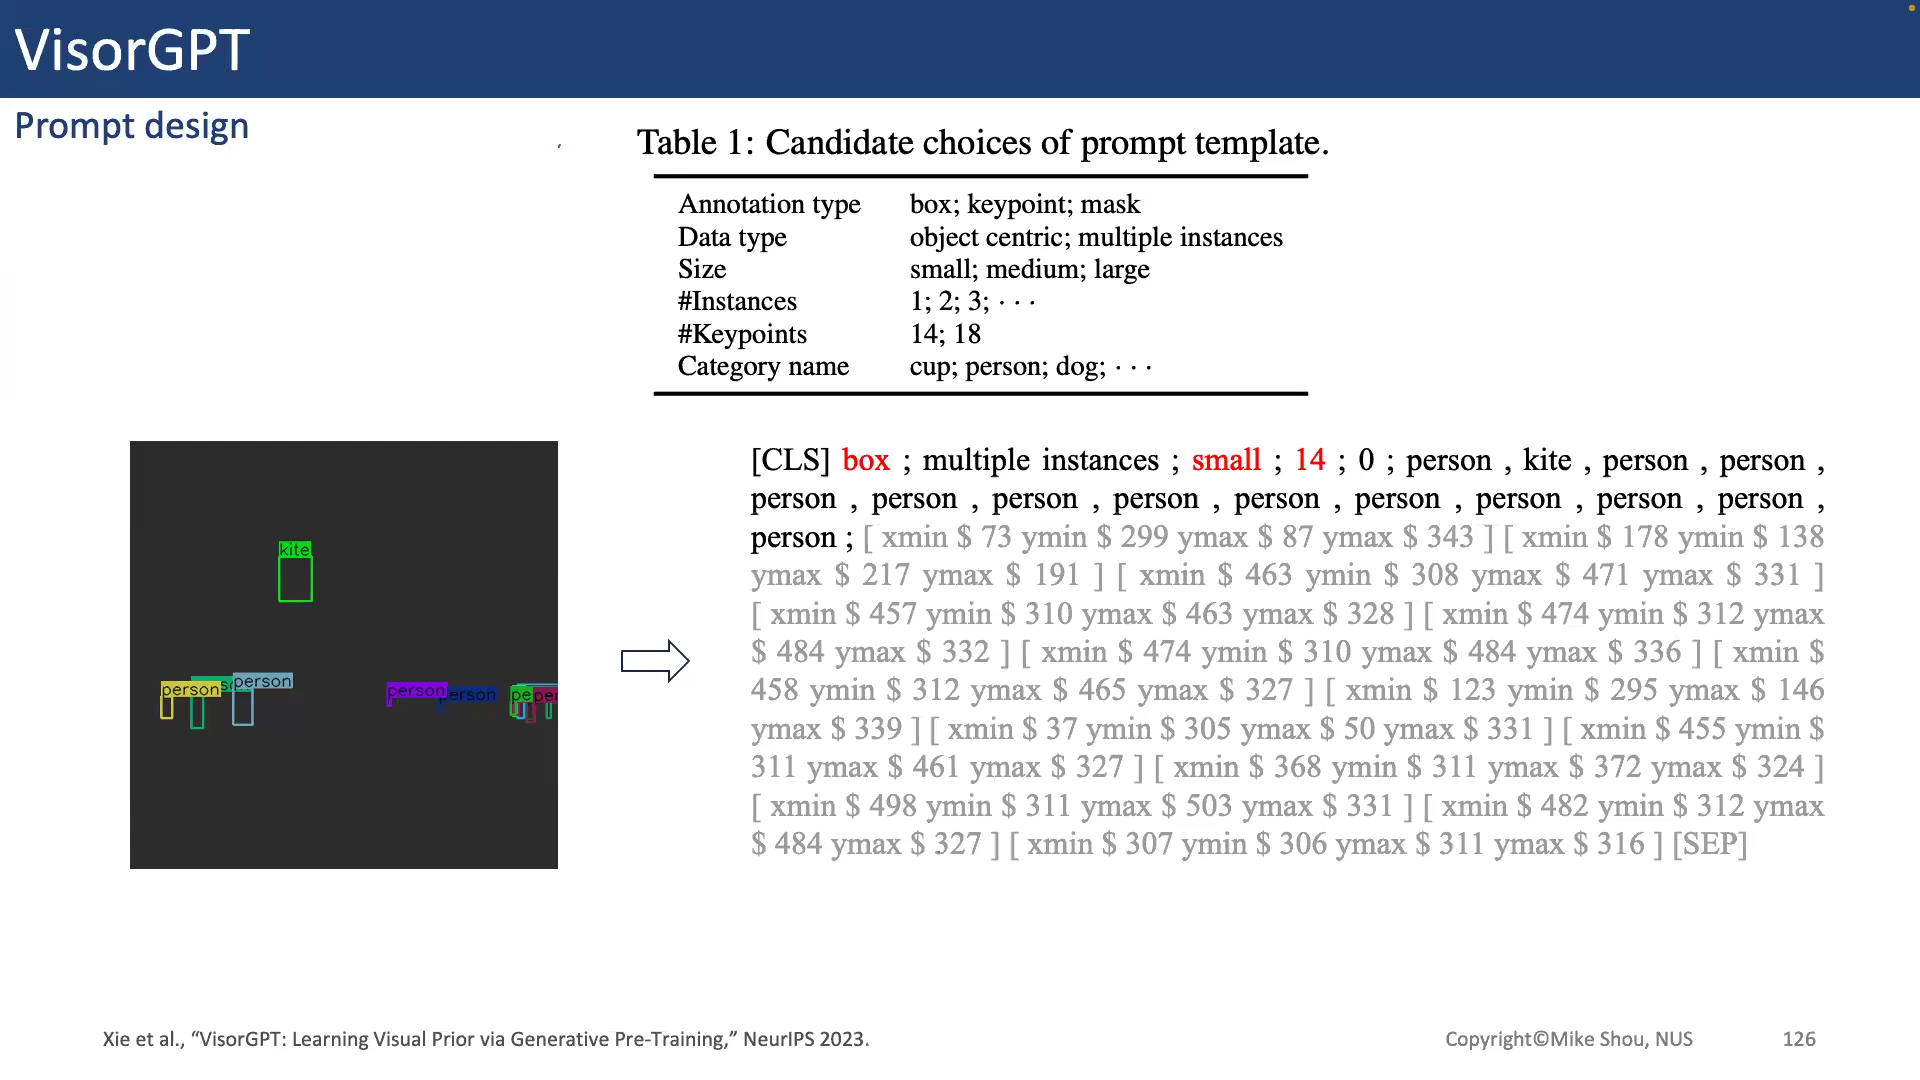 VisorGPT
Prompt design
Table 1: Candidate choices of prompt template.
Annotation type box; keypoint; mask
Data type object centric; multiple instances
Size small; medium; large
#Instances 1; 2; 3; · · ·
#Keypoints 14; 18
Category name cup; person; dog; · · ·
kite
person
person
person
erson
pe
per
[CLS] box ; multiple instances ; small ; 14 ; 0 ; person , kite , person , person ,
person , person , person , person , person , person , person , person , person ,
person ; [ xmin $ 73 ymin $ 299 ymax $ 87 ymax $ 343 ] [ xmin $ 178 ymin $ 138
ymax $ 217 ymax $ 191 ] [ xmin $ 463 ymin $ 308 ymax $ 471 ymax $ 331 ]
[ xmin $ 457 ymin $ 310 ymax $ 463 ymax $ 328 ] [ xmin $ 474 ymin $ 312 ymax
$ 484 ymax $ 332 ] [ xmin $ 474 ymin $ 310 ymax $ 484 ymax $ 336 ] [ xmin $
458 ymin $ 312 ymax $ 465 ymax $ 327 ] [ xmin $ 123 ymin $ 295 ymax $ 146
ymax $ 339 ] [ xmin $ 37 ymin $ 305 ymax $ 50 ymax $ 331 ] [ xmin $ 455 ymin $
311 ymax $ 461 ymax $ 327 ] [ xmin $ 368 ymin $ 311 ymax $ 372 ymax $ 324 ]
[ xmin $ 498 ymin $ 311 ymax $ 503 ymax $ 331 ] [ xmin $ 482 ymin $ 312 ymax
$ 484 ymax $ 327 ] [ xmin $ 307 ymin $ 306 ymax $ 311 ymax $ 316 ] [SEP]
Xie et al., “VisorGPT: Learning Visual Prior via Generative Pre-Training,” NeurIPS 2023.
Copyright©Mike Shou, NUS
126